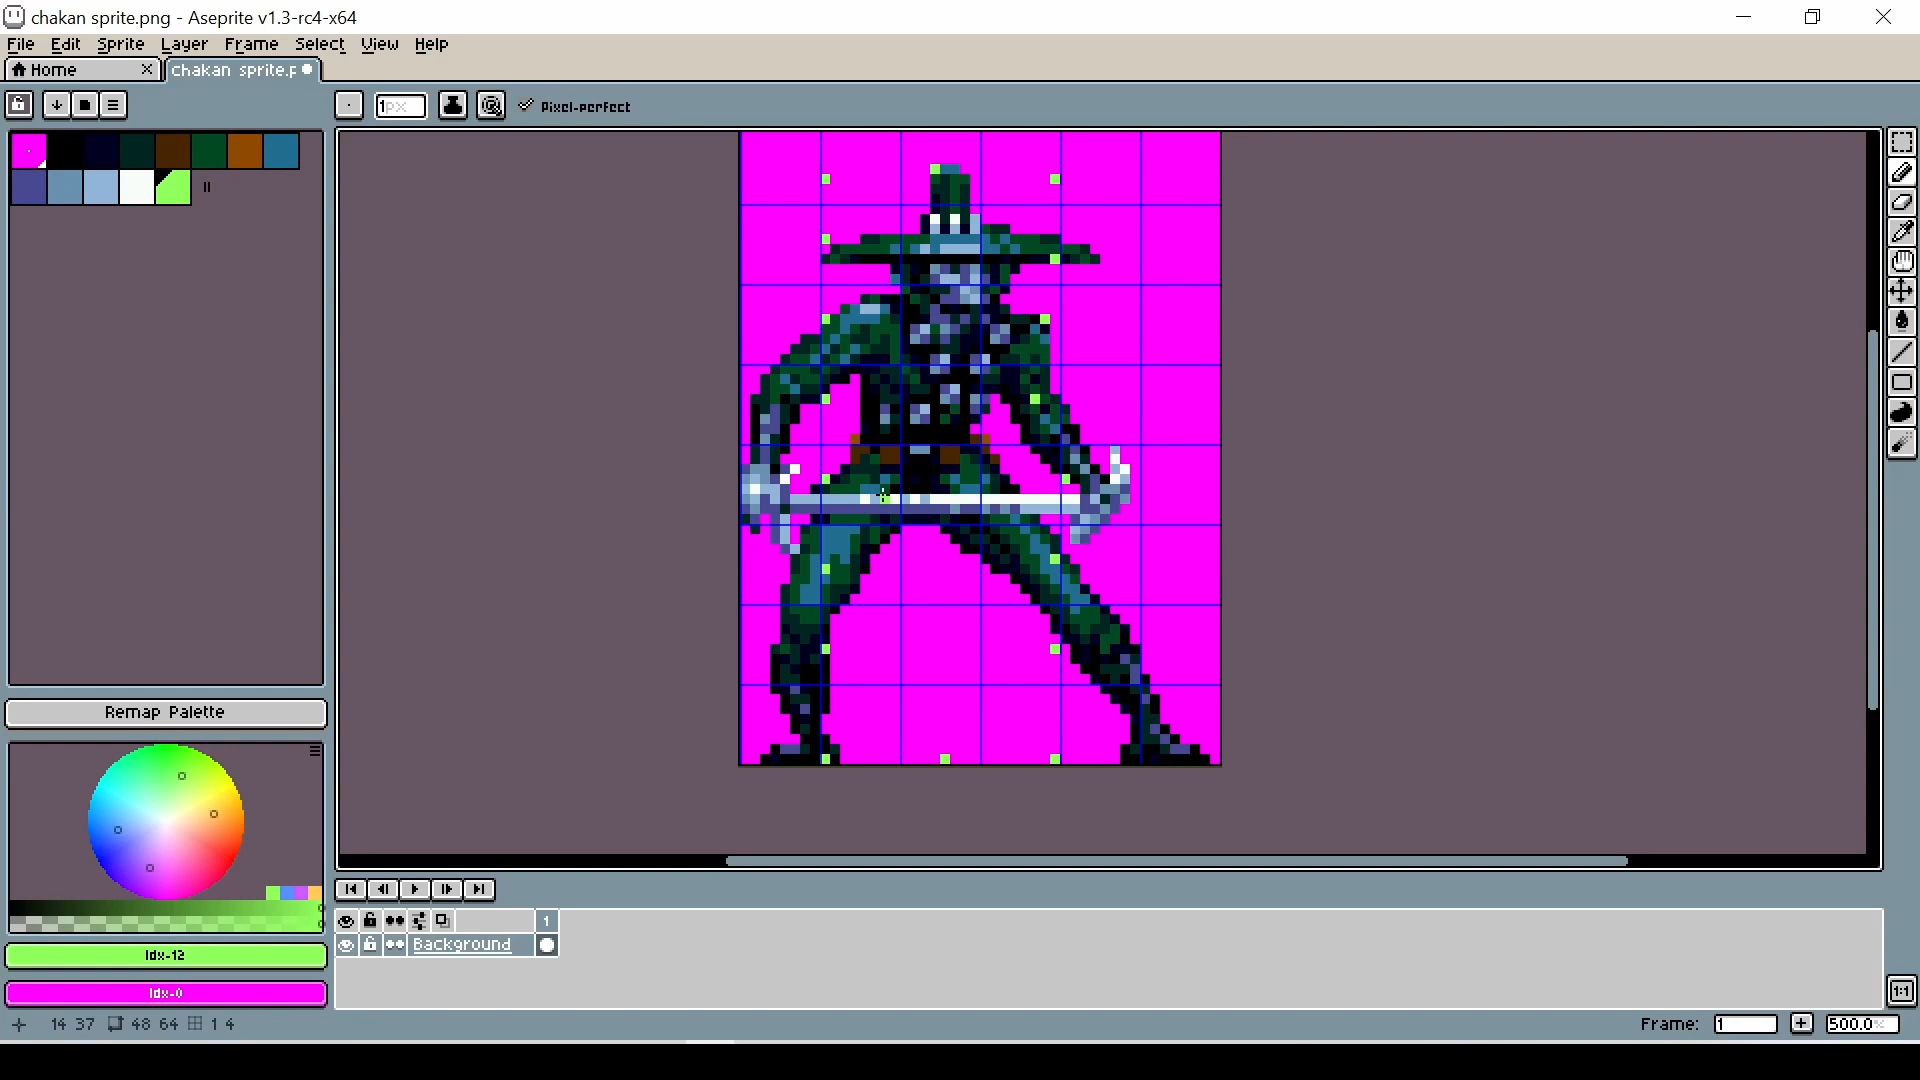 chakan sprite.png - Aseprite v1.3-rc4-x64
File Edit Sprite Layer Frame Select View Help
Home chakan sprite.p
1px Pixel-perfect
Remap Palette
1
Background
Idx-12
Idx-0
1:1
14 37 48 64 1 4 Frame: 1 500.0%